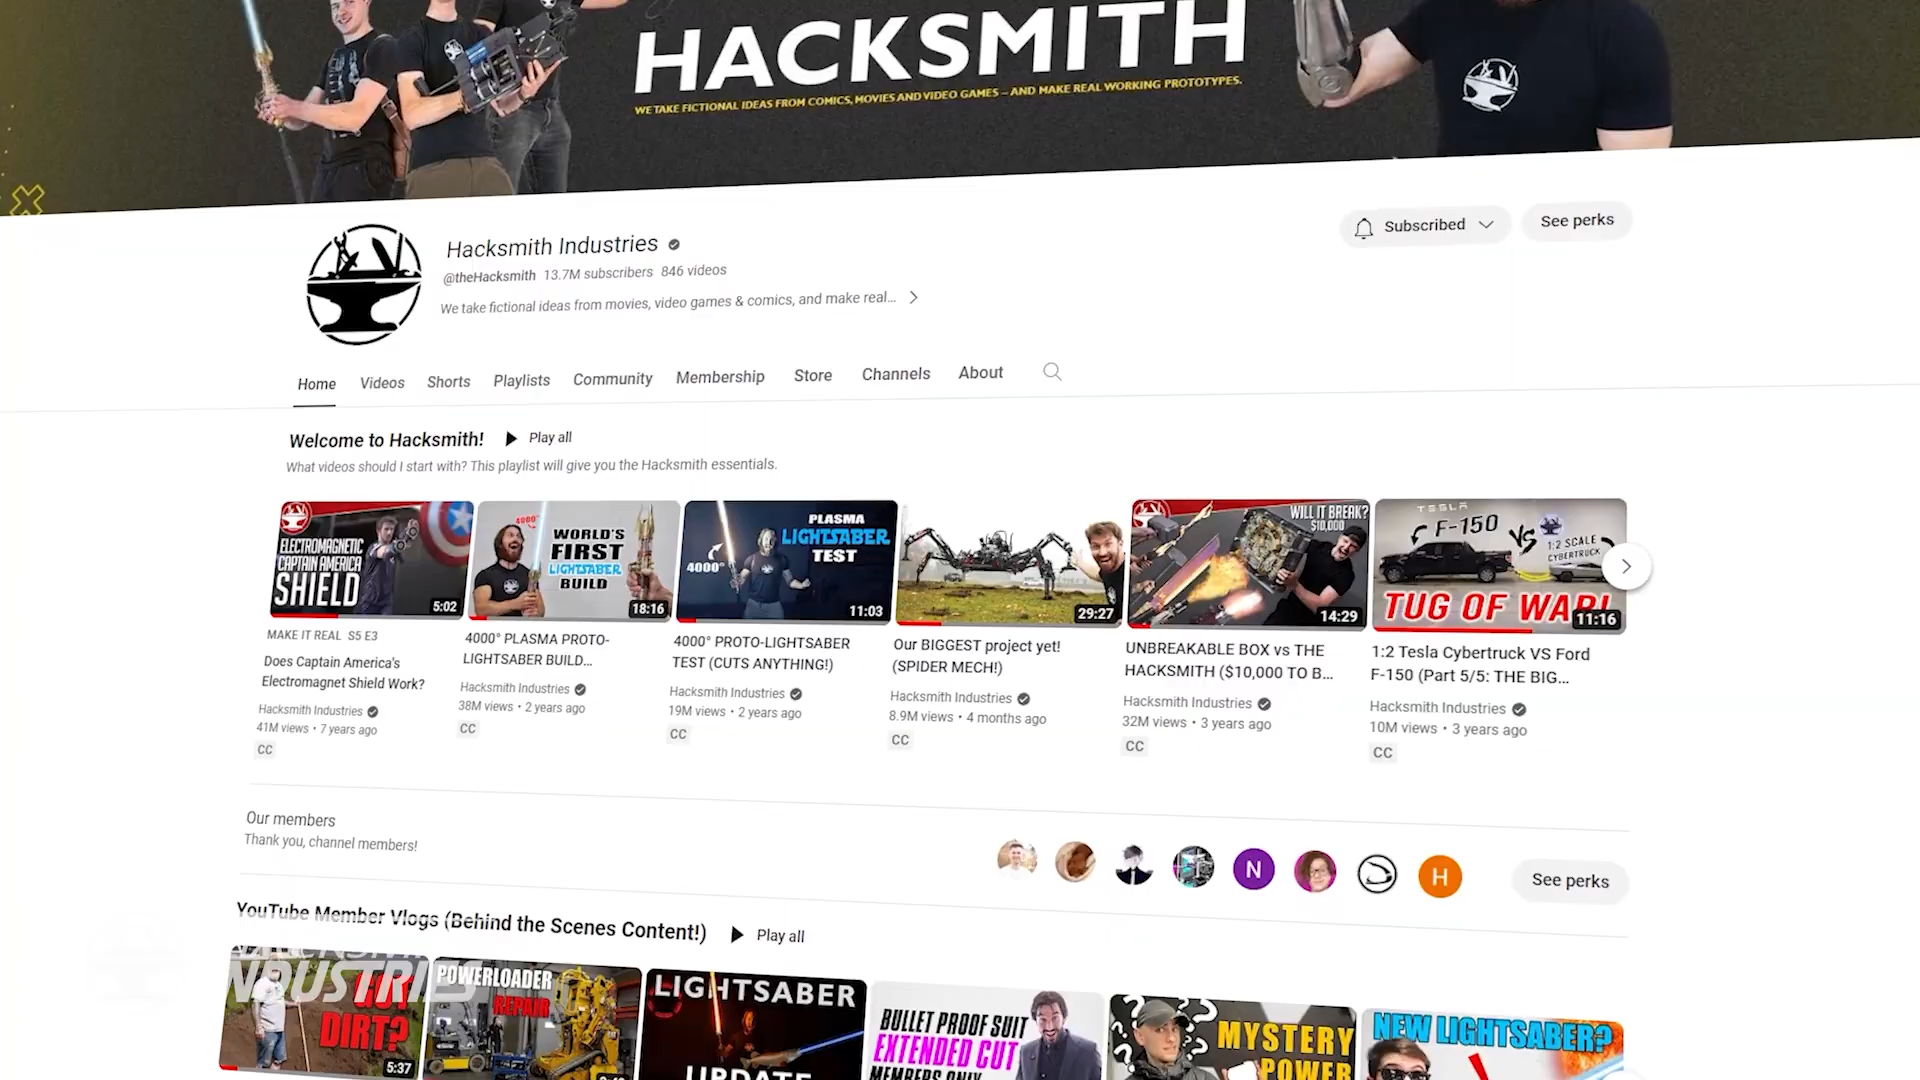 HACKSMITH
WE TAKE FICTIONAL IDEAS FROM COMICS, MOVIES AND VIDEO GAMES – AND MAKE REAL WORKING PROTOTYPES.
Hacksmith Industries
@theHacksmith 13.7M subscribers 846 videos
We take fictional ideas from movies, video games & comics, and make real...
Subscribed
See perks
Home Videos Shorts Playlists Community Membership Store Channels About
Welcome to Hacksmith! Play all
What videos should I start with? This playlist will give you the Hacksmith essentials.
ELECTROMAGNETIC
CAPTAIN AMERICA
SHIELD
5:02
MAKE IT REAL S5 E3
Does Captain America's
Electromagnet Shield Work?
Hacksmith Industries
41M views • 7 years ago
CC
4000°
WORLD'S
FIRST
LIGHTSABER
BUILD
18:16
4000° PLASMA PROTO-
LIGHTSABER BUILD...
Hacksmith Industries
38M views • 2 years ago
CC
PLASMA
LIGHTSABER
TEST
4000°
11:03
4000° PROTO-LIGHTSABER
TEST (CUTS ANYTHING!)
Hacksmith Industries
19M views • 2 years ago
CC
29:27
Our BIGGEST project yet!
(SPIDER MECH!)
Hacksmith Industries
8.9M views • 4 months ago
CC
WILL IT BREAK?
$10,000
14:29
UNBREAKABLE BOX vs THE
HACKSMITH ($10,000 TO B...
Hacksmith Industries
32M views • 3 years ago
CC
TESLA
F-150 VS
1:2 SCALE
CYBERTRUCK
TUG OF WAR!
11:16
1:2 Tesla Cybertruck VS Ford
F-150 (Part 5/5: THE BIG...
Hacksmith Industries
10M views • 3 years ago
CC
Our members
Thank you, channel members!
N
H
See perks
YouTube Member Vlogs (Behind the Scenes Content!) Play all
INDUSTRIES
DIRT?
5:37
POWERLOADER
REPAIR
LIGHTSABER
UPDATE
BULLET PROOF SUIT
EXTENDED CUT
MEMBERS ONLY
MYSTERY
POWER
NEW LIGHTSABER?